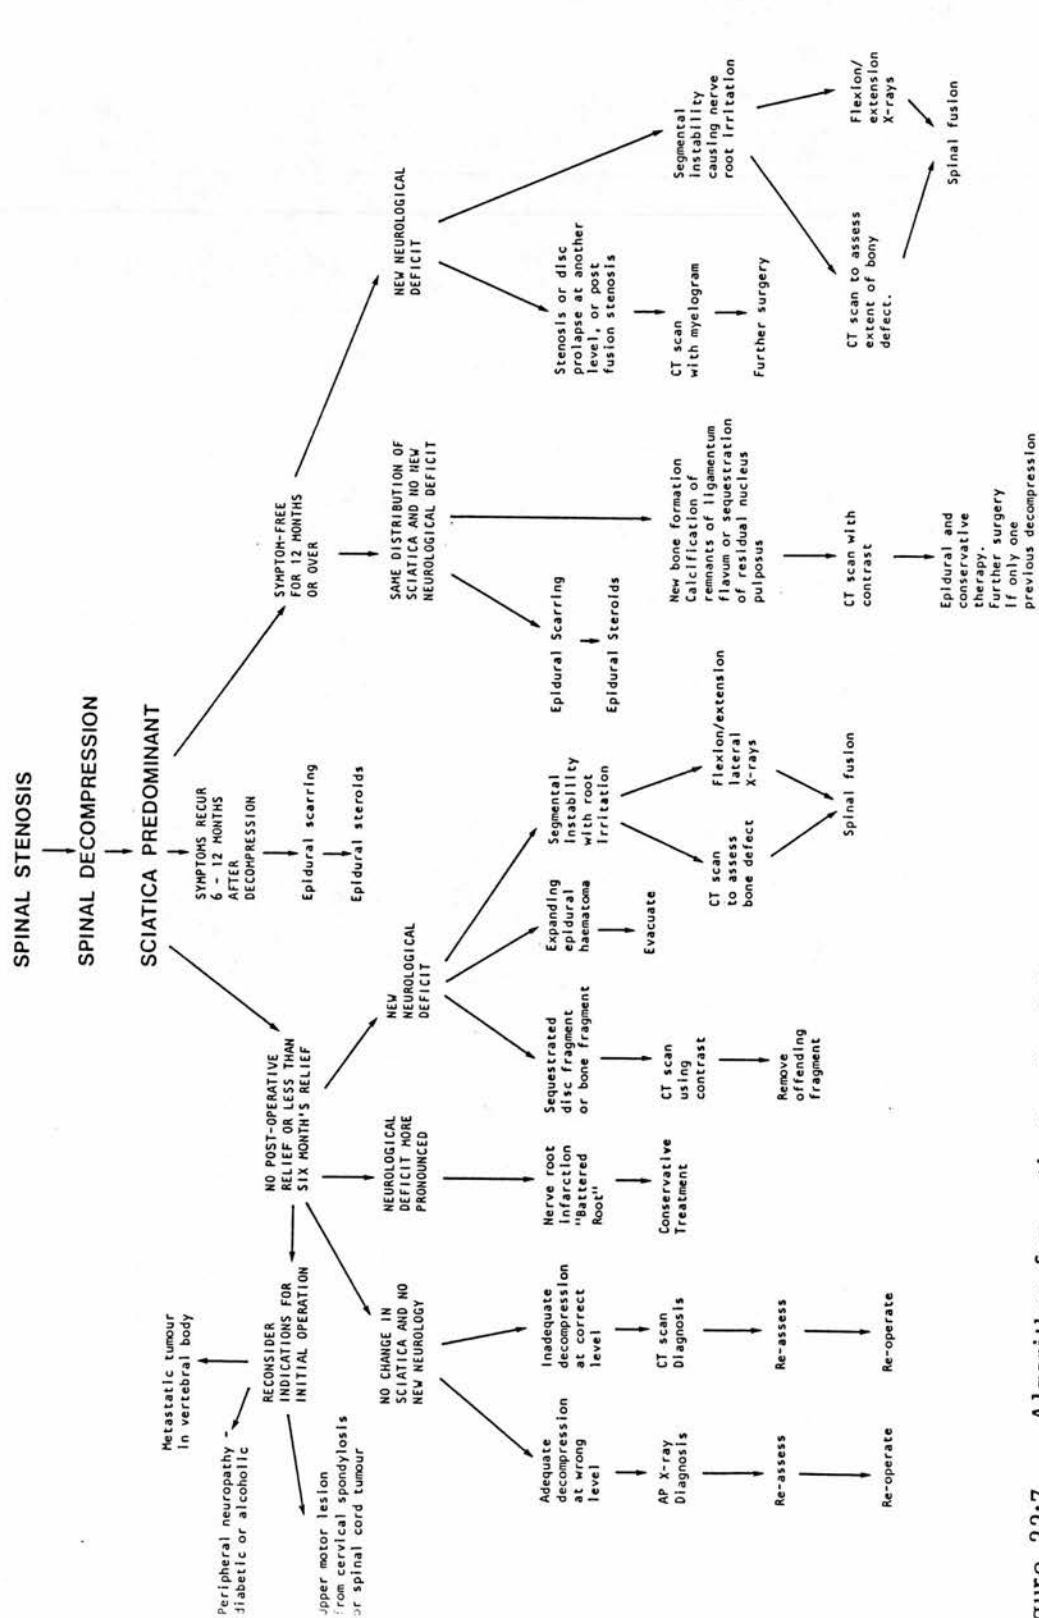 SPINAL STENOSIS
SPINAL DECOMPRESSION
SCIATICA PREDOMINANT
SYMPTOMS RECUR
6 - 12 MONTHS
AFTER
DECOMPRESSION
Epidural scarring
Epidural steroids
NO POST-OPERATIVE
RELIEF OR LESS THAN
SIX MONTH'S RELIEF
RECONSIDER
INDICATIONS FOR
INITIAL OPERATION
Metastatic tumour
in vertebral body
Peripheral neuropathy -
diabetic or alcoholic
Upper motor lesion
from cervical spondylosis
or spinal cord tumour
NO CHANGE IN
SCIATICA AND NO
NEW NEUROLOGY
Adequate
decompression
at wrong
level
AP X-ray
Diagnosis
Re-assess
Re-operate
Inadequate
decompression
at correct
level
CT scan
Diagnosis
Re-assess
Re-operate
NEUROLOGICAL
DEFICIT MORE
PRONOUNCED
Nerve root
infarction
"Battered
Root"
Conservative
Treatment
NEW
NEUROLOGICAL
DEFICIT
Sequestrated
disc fragment
or bone fragment
CT scan
using
contrast
Remove
offending
fragment
Expanding
epidural
haematoma
Evacuate
Segmental
instability
with root
irritation
CT scan
to assess
bone defect
Flexion/extension
lateral
X-rays
Spinal fusion
SYMPTOM-FREE
FOR 12 MONTHS
OR OVER
SAME DISTRIBUTION OF
SCIATICA AND NO NEW
NEUROLOGICAL DEFICIT
Epidural Scarring
Epidural Steroids
New bone formation
Calcification of
remnants of ligamentum
flavum or sequestration
of residual nucleus
pulposus
CT scan with
contrast
Epidural and
conservative
therapy.
Further surgery
if only one
previous decompression
NEW NEUROLOGICAL
DEFICIT
Stenosis or disc
prolapse at another
level, or post
fusion stenosis
CT scan
with myelogram
Further surgery
Segmental
instability
causing nerve
root irritation
CT scan to assess
extent of bony
defect.
Flexion/
extension
X-rays
Spinal fusion